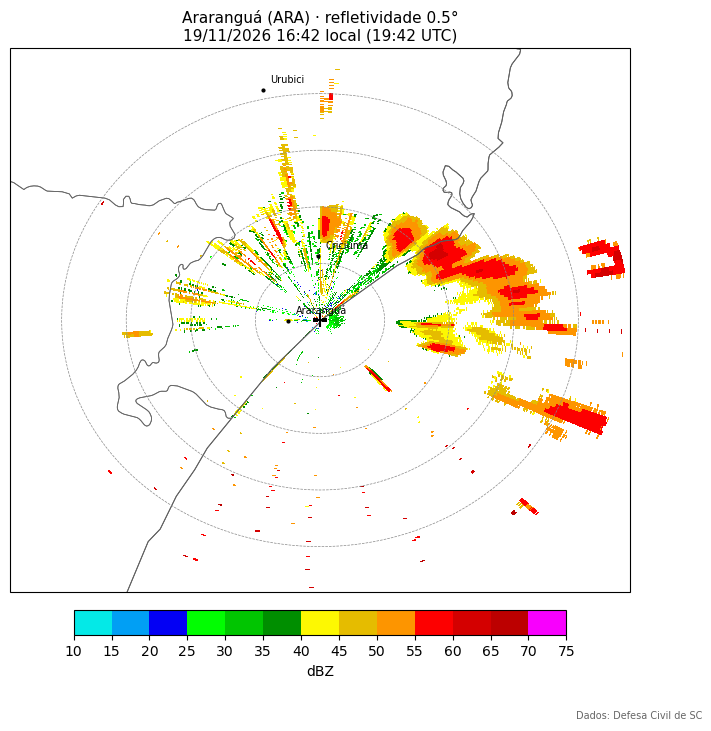 Araranguá (ARA) · refletividade 0.5°
19/11/2026 16:42 local (19:42 UTC)
Urubici
Criciúma
Araranguá
10 15 20 25 30 35 40 45 50 55 60 65 70 75
dBZ
Dados: Defesa Civil de SC